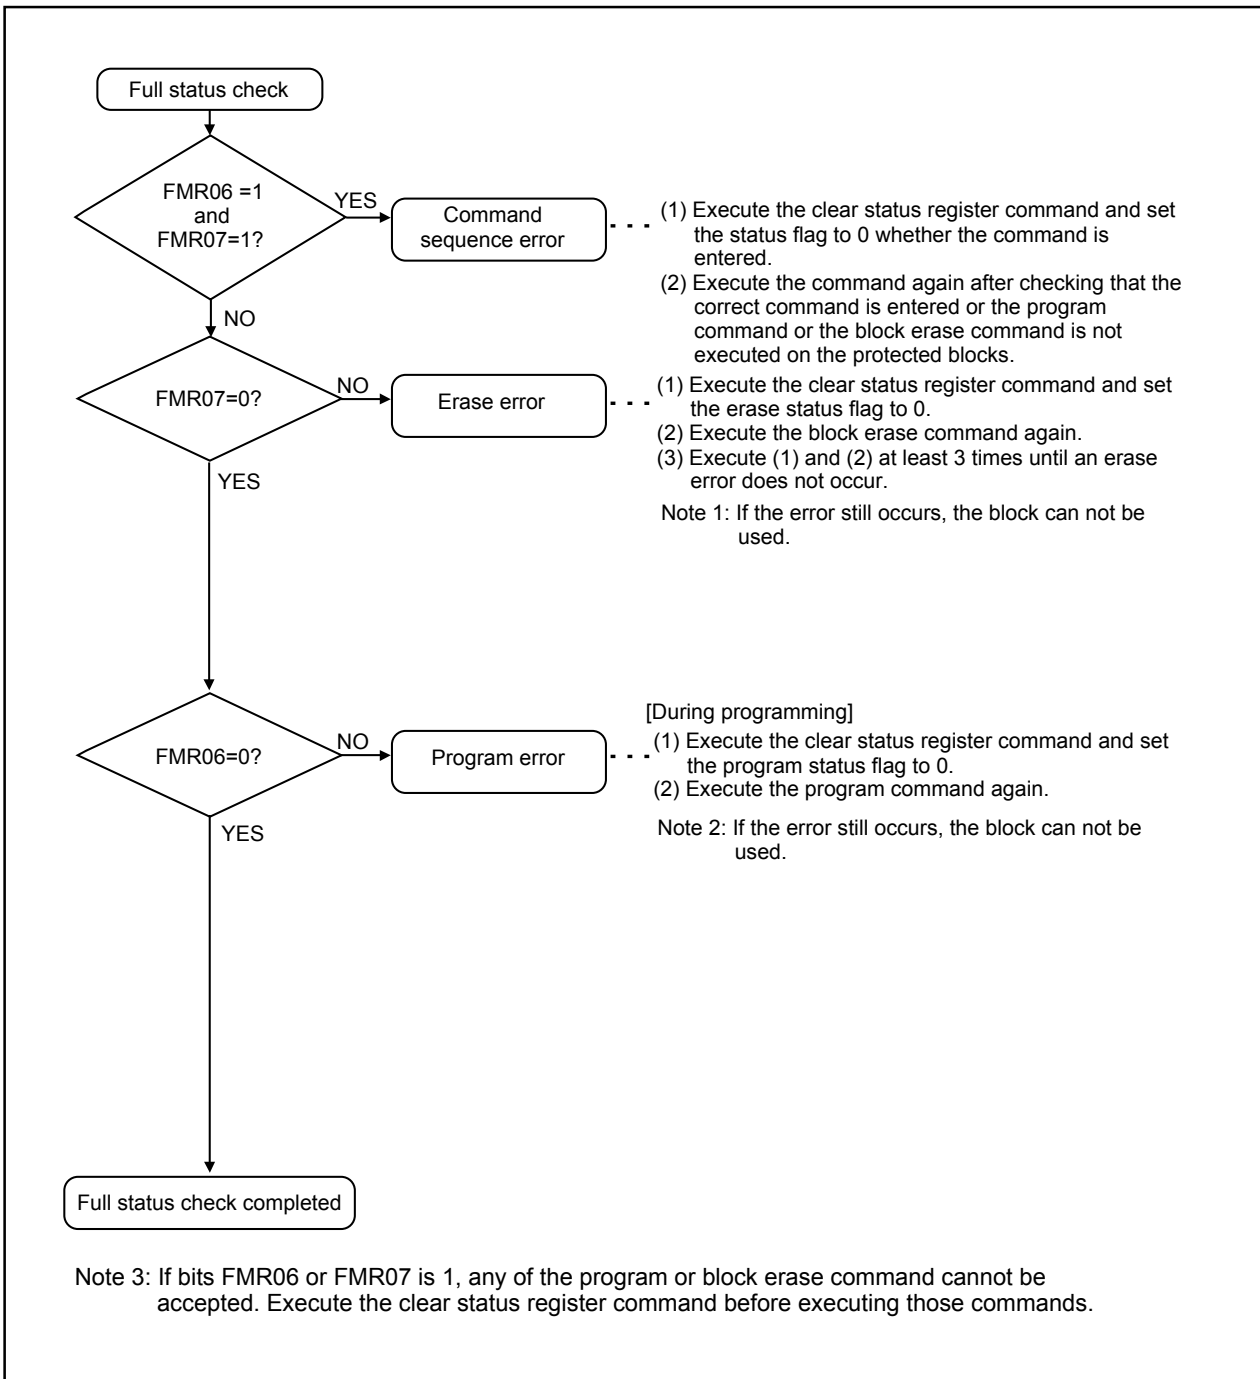 Full status check
FMR06 =1
and
FMR07=1?
YES
Command
sequence error
(1) Execute the clear status register command and set
the status flag to 0 whether the command is
entered.
(2) Execute the command again after checking that the
correct command is entered or the program
command or the block erase command is not
executed on the protected blocks.
NO
FMR07=0?
NO
Erase error
(1) Execute the clear status register command and set
the erase status flag to 0.
(2) Execute the block erase command again.
(3) Execute (1) and (2) at least 3 times until an erase
error does not occur.
Note 1: If the error still occurs, the block can not be
used.
YES
FMR06=0?
NO
Program error
[During programming]
(1) Execute the clear status register command and set
the program status flag to 0.
(2) Execute the program command again.
Note 2: If the error still occurs, the block can not be
used.
YES
Full status check completed
Note 3: If bits FMR06 or FMR07 is 1, any of the program or block erase command cannot be
accepted. Execute the clear status register command before executing those commands.